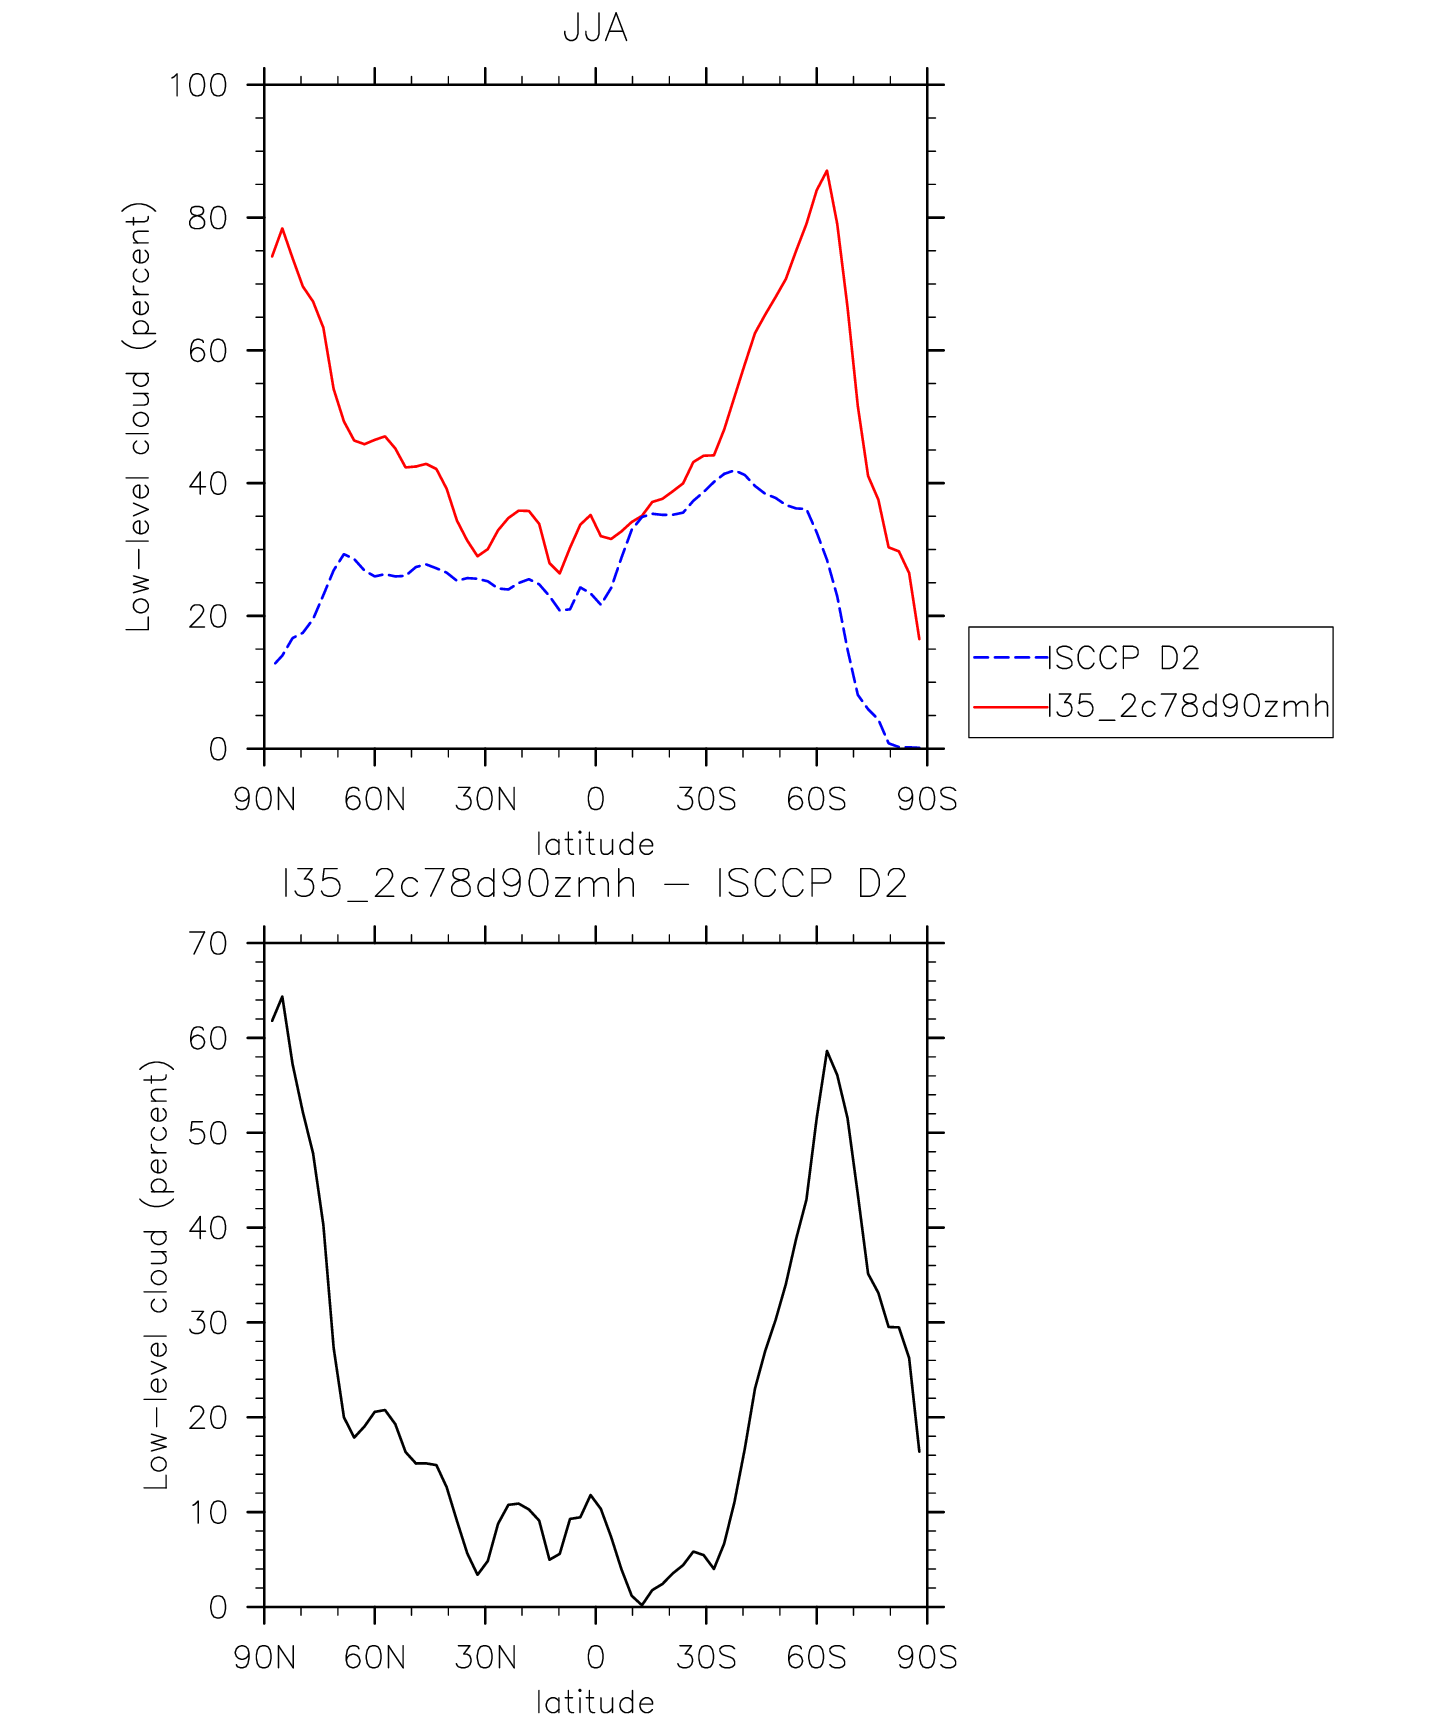 JJA
100
80
60
40
20
0
Low-level cloud (percent)
90N 60N 30N 0 30S 60S 90S
latitude
ISCCP D2
I35_2c78d90zmh
I35_2c78d90zmh - ISCCP D2
70
60
50
40
30
20
10
0
Low-level cloud (percent)
90N 60N 30N 0 30S 60S 90S
latitude